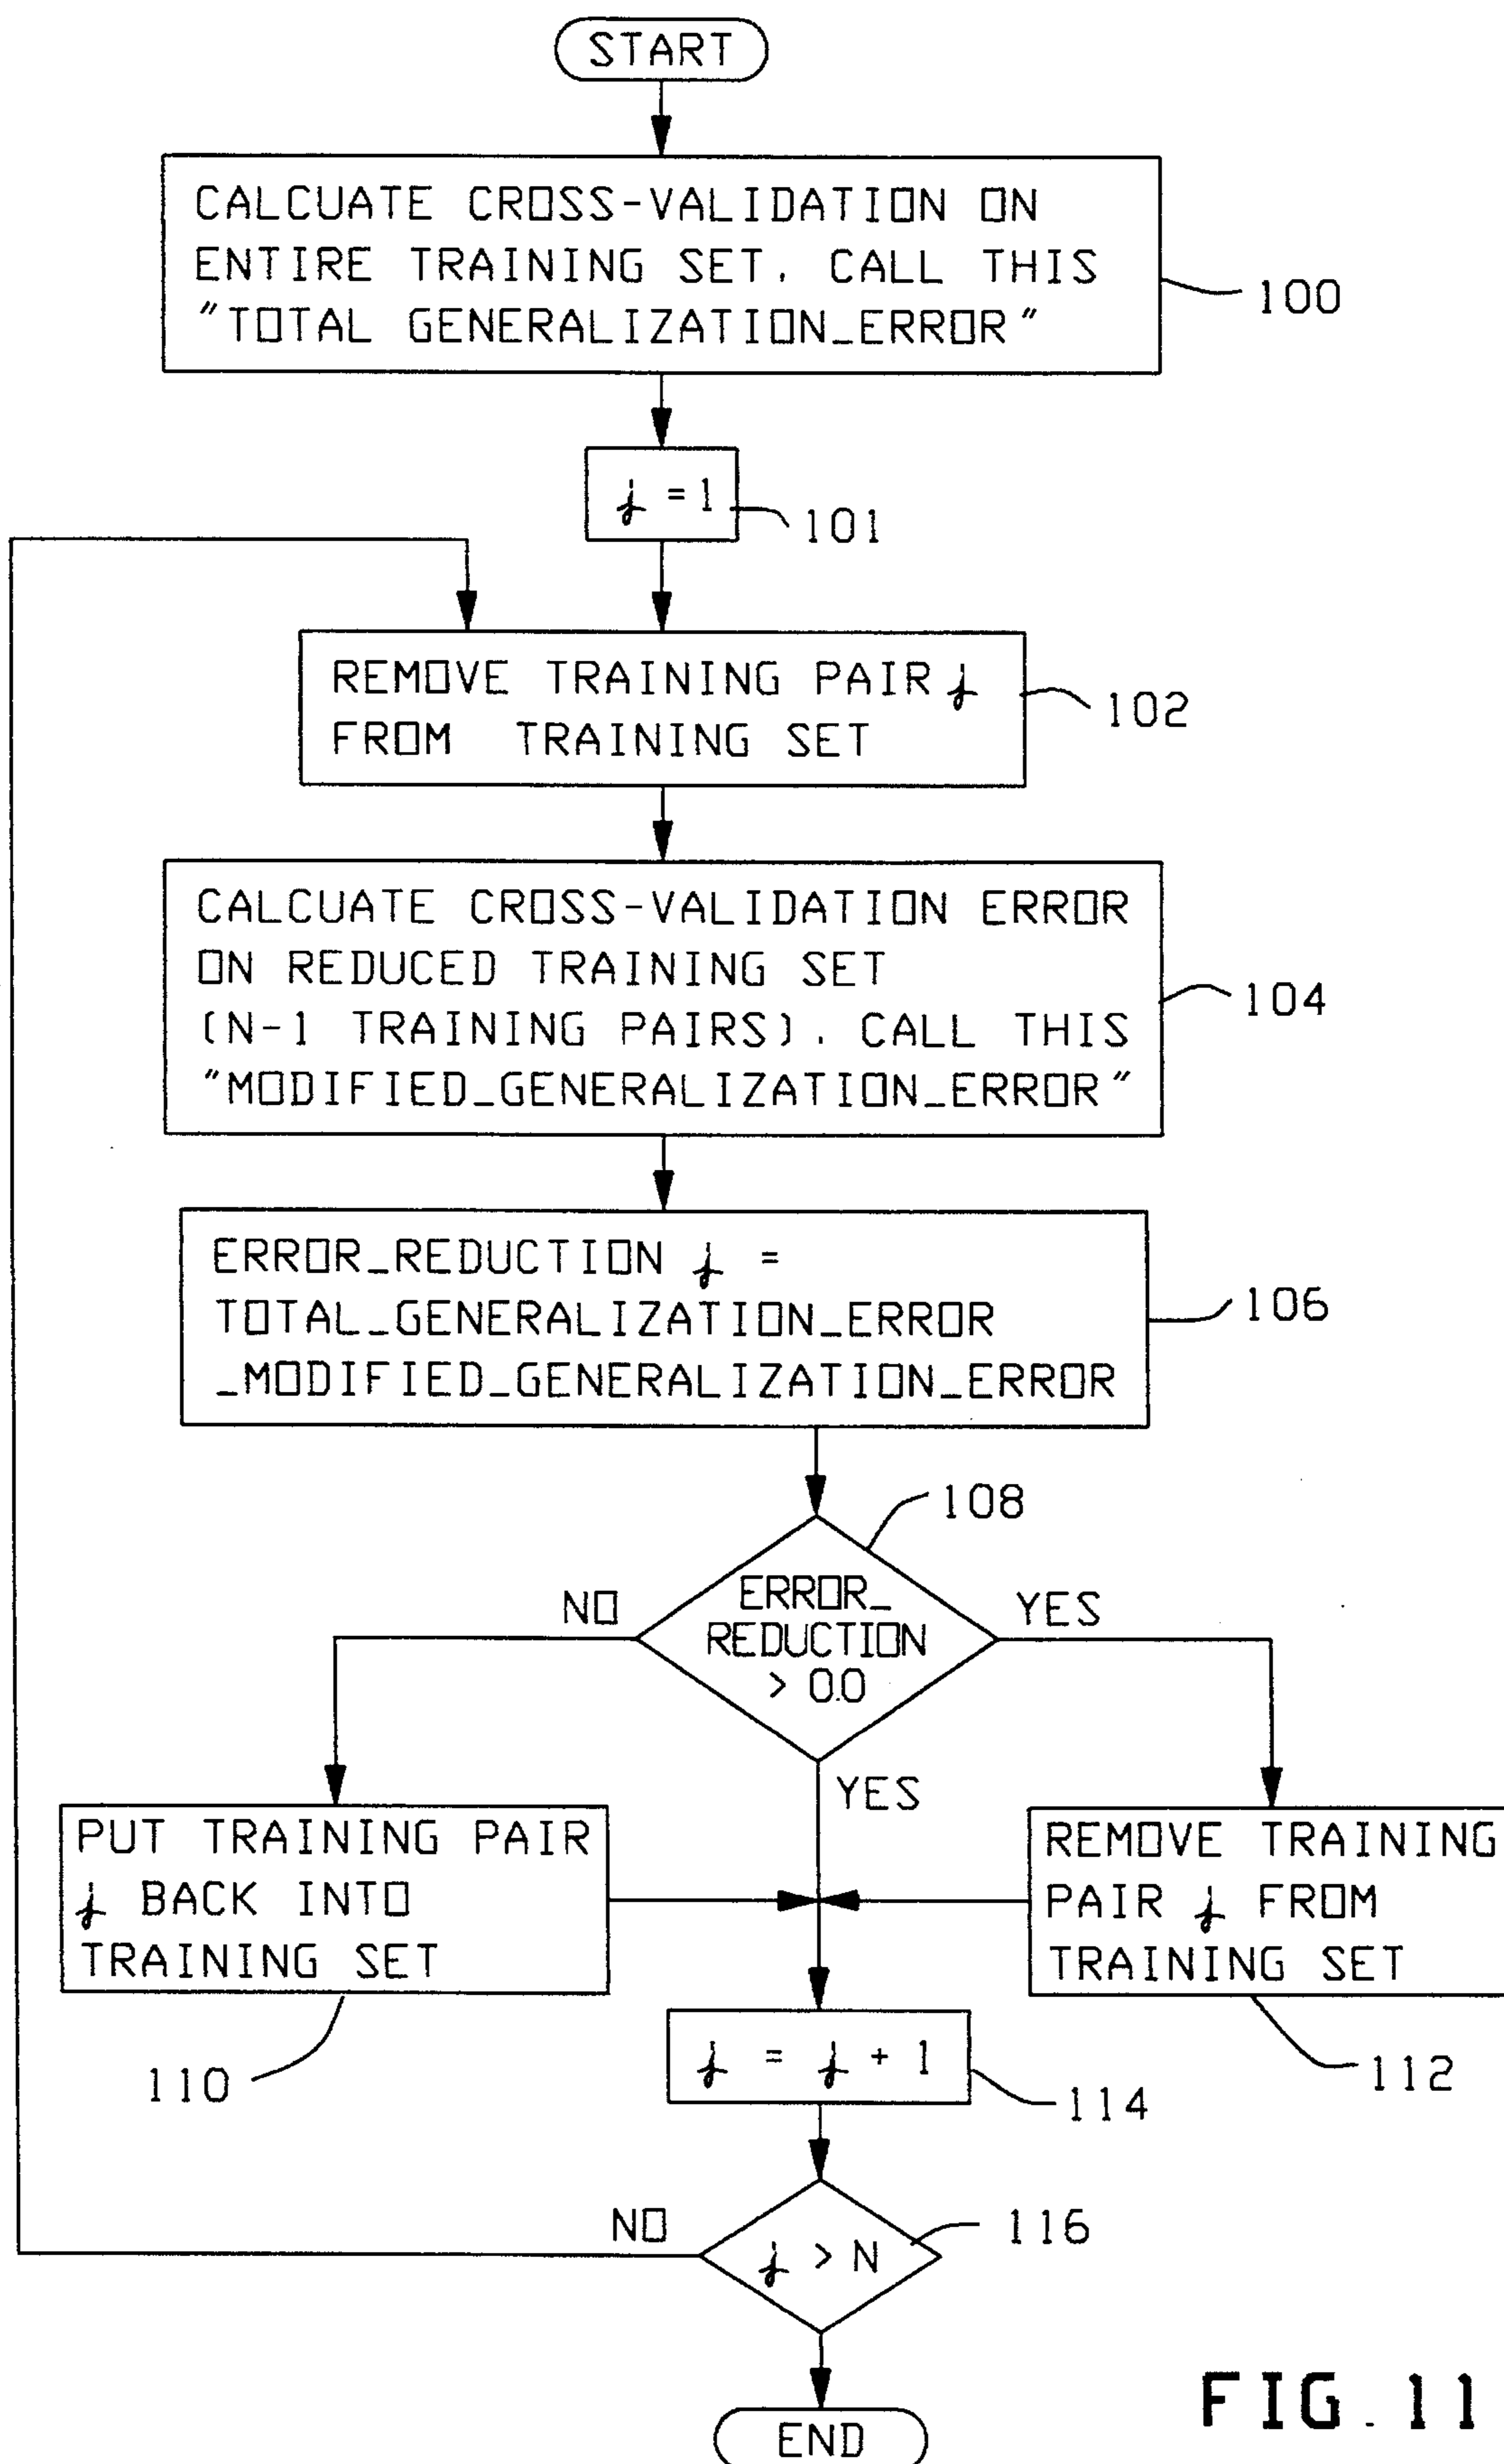 START
CALCUATE CROSS-VALIDATION ON
ENTIRE TRAINING SET. CALL THIS
"TOTAL GENERALIZATION_ERROR"
100
j = 1
101
REMOVE TRAINING PAIR j
FROM TRAINING SET
102
CALCUATE CROSS-VALIDATION ERROR
ON REDUCED TRAINING SET
(N-1 TRAINING PAIRS). CALL THIS
"MODIFIED_GENERALIZATION_ERROR"
104
ERROR_REDUCTION j =
TOTAL_GENERALIZATION_ERROR
_MODIFIED_GENERALIZATION_ERROR
106
108
ERROR_
REDUCTION
> 0.0
NO
YES
YES
PUT TRAINING PAIR
j BACK INTO
TRAINING SET
110
REMOVE TRAINING
PAIR j FROM
TRAINING SET
112
j = j + 1
114
NO
j > N
116
END
FIG. 11